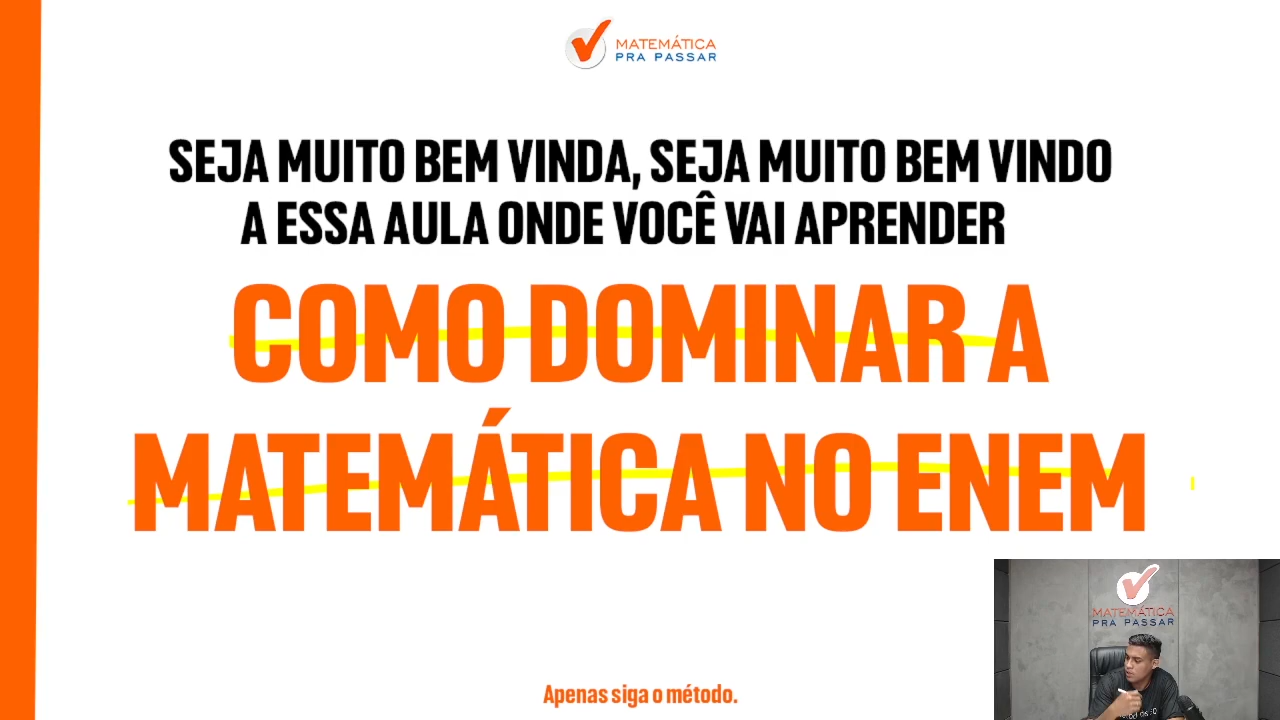 MATEMÁTICA
PRA PASSAR
SEJA MUITO BEM VINDA, SEJA MUITO BEM VINDO
A ESSA AULA ONDE VOCÊ VAI APRENDER
COMO DOMINAR A
MATEMÁTICA NO ENEM
MATEMÁTICA
PRA PASSAR
Apenas siga o método.